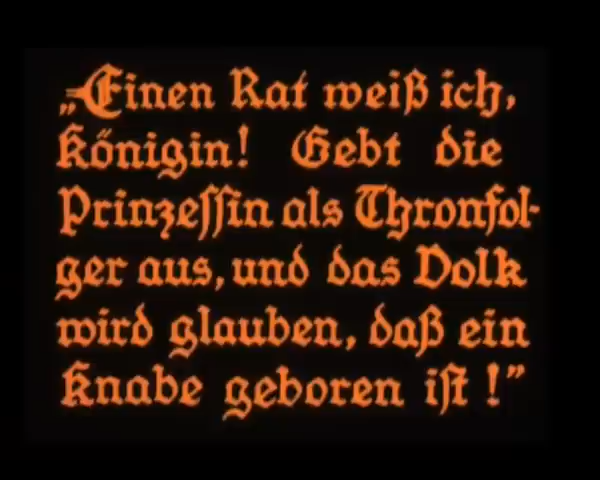 „Einen Rat weiß ich,
Königin! Gebt die
Prinzeſſin als Thronfol-
ger aus, und das Volk
wird glauben, daß ein
Knabe geboren iſt!”